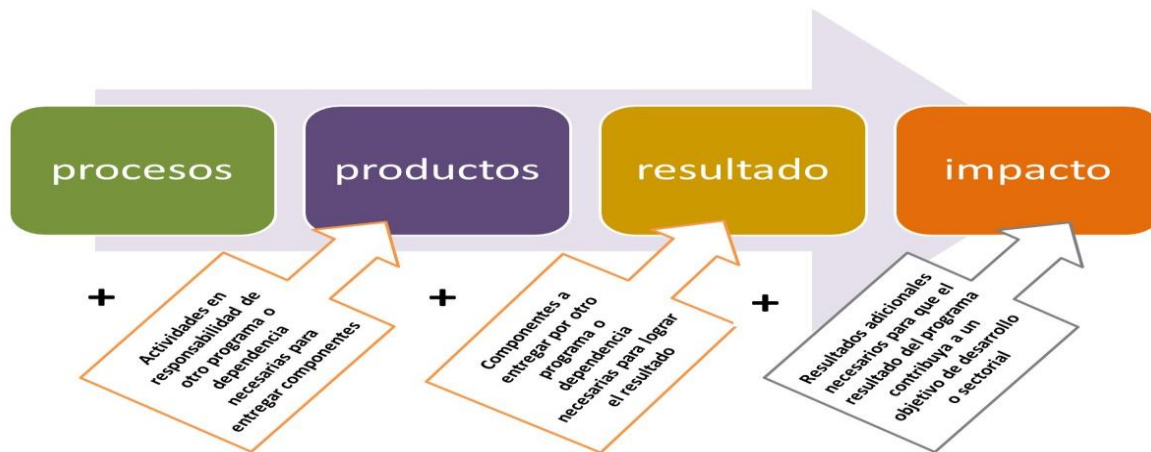 procesos
productos
resultado
impacto
+
Actividades en
responsabilidad de
otro programa o
dependencia
necesarias para
entregar componentes
+
Componentes a
entregar por otro
programa o
dependencia
necesarias para lograr
el resultado
+
Resultados adicionales
necesarios para que el
resultado del programa
contribuya a un
objetivo de desarrollo
o sectorial